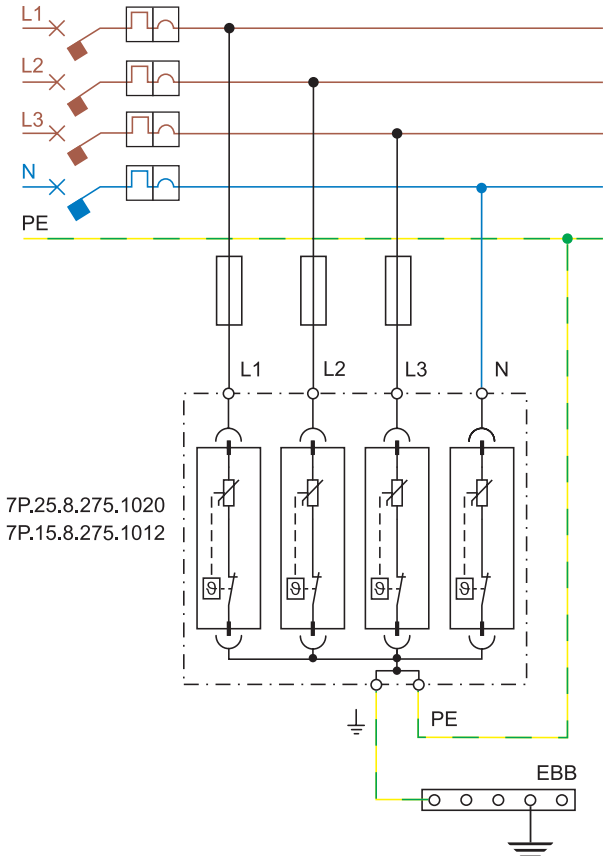 L1
L2
L3
N
PE
L1 L2 L3 N
7P.25.8.275.1020
7P.15.8.275.1012
ϑ ϑ ϑ ϑ
PE
EBB